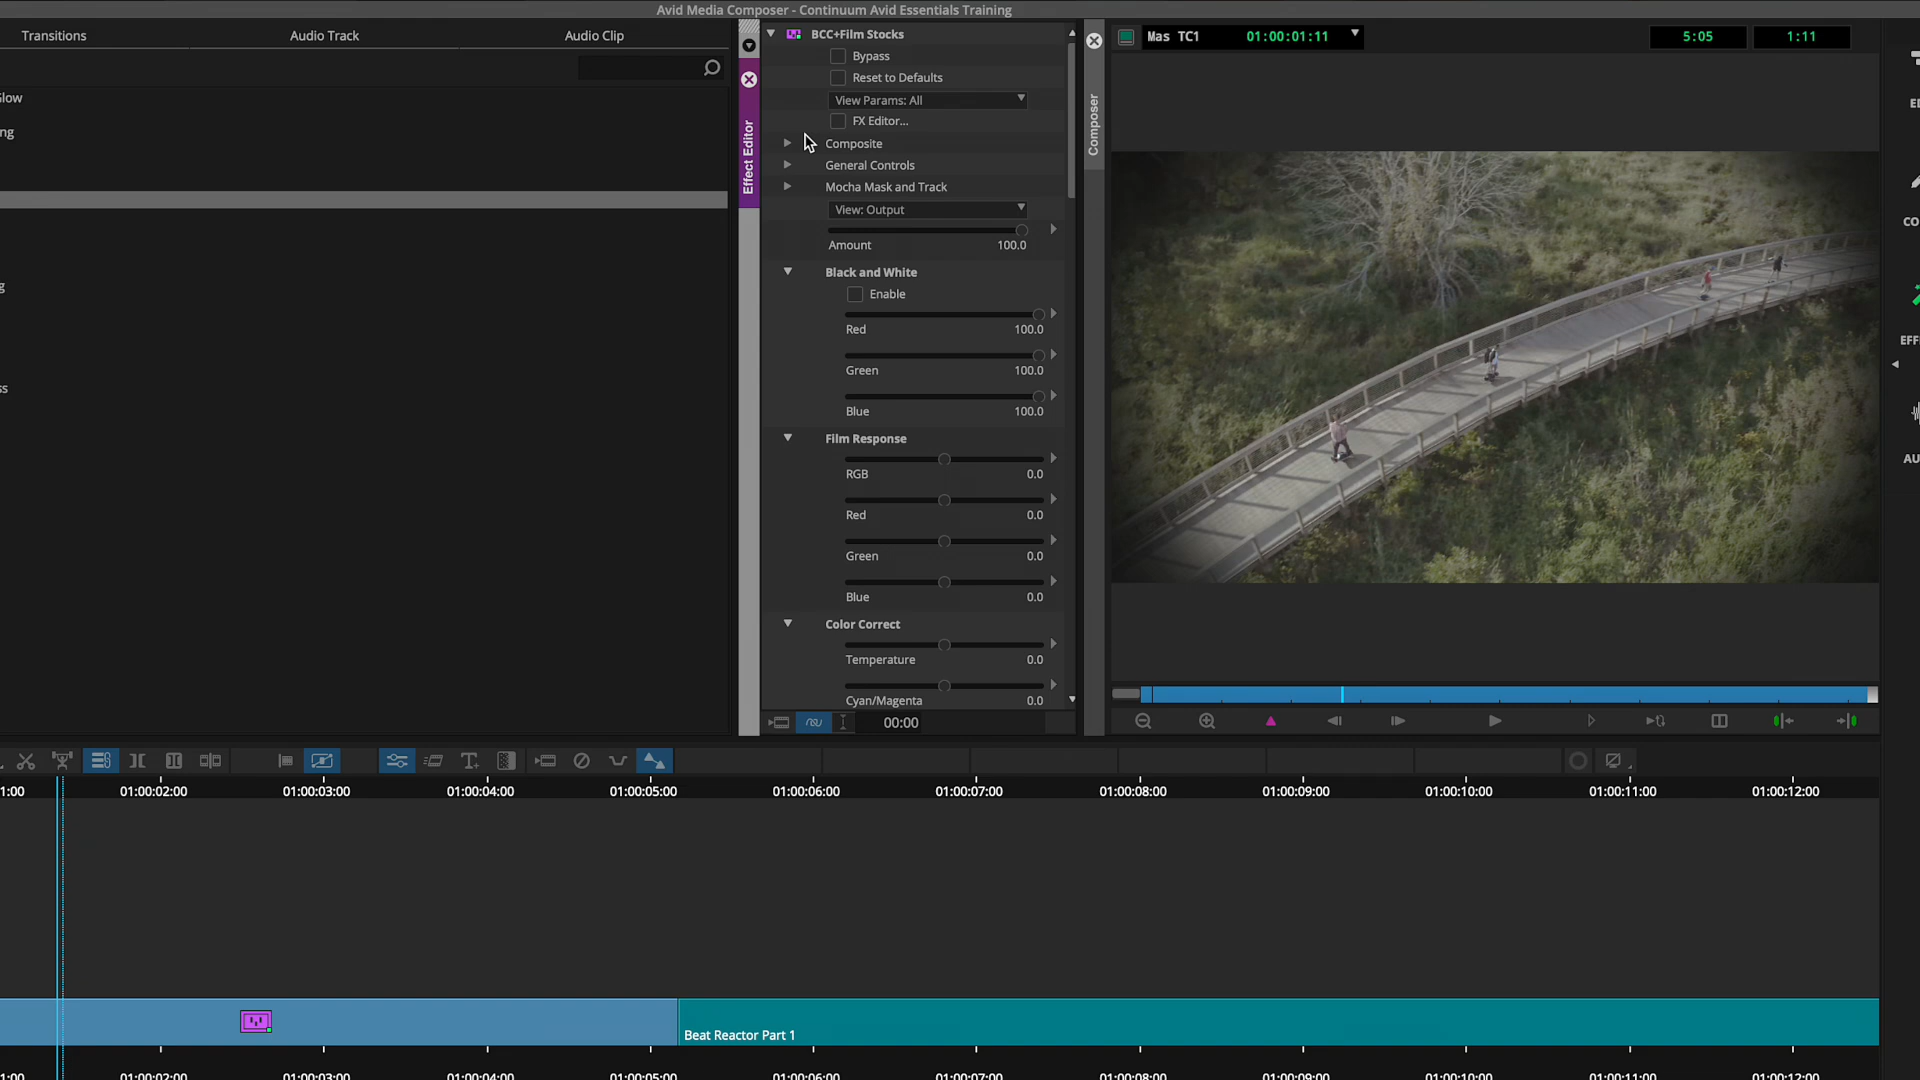 Avid Media Composer - Continuum Avid Essentials Training
Transitions
Audio Track
Audio Clip
Glow
Effect Editor
BCC+Film Stocks
Bypass
Reset to Defaults
View Params: All
FX Editor...
Composite
General Controls
Mocha Mask and Track
View: Output
Amount 100.0
Black and White
Enable
Red 100.0
Green 100.0
Blue 100.0
Film Response
RGB 0.0
Red 0.0
Green 0.0
Blue 0.0
Color Correct
Temperature 0.0
Cyan/Magenta 0.0
00:00
Composer
Mas TC1 01:00:01:11
5:05
1:11
1:00 01:00:02:00 01:00:03:00 01:00:04:00 01:00:05:00 01:00:06:00 01:00:07:00 01:00:08:00 01:00:09:00 01:00:10:00 01:00:11:00 01:00:12:00
Beat Reactor Part 1
1:00 01:00:02:00 01:00:03:00 01:00:04:00 01:00:05:00 01:00:06:00 01:00:07:00 01:00:08:00 01:00:09:00 01:00:10:00 01:00:11:00 01:00:12:00